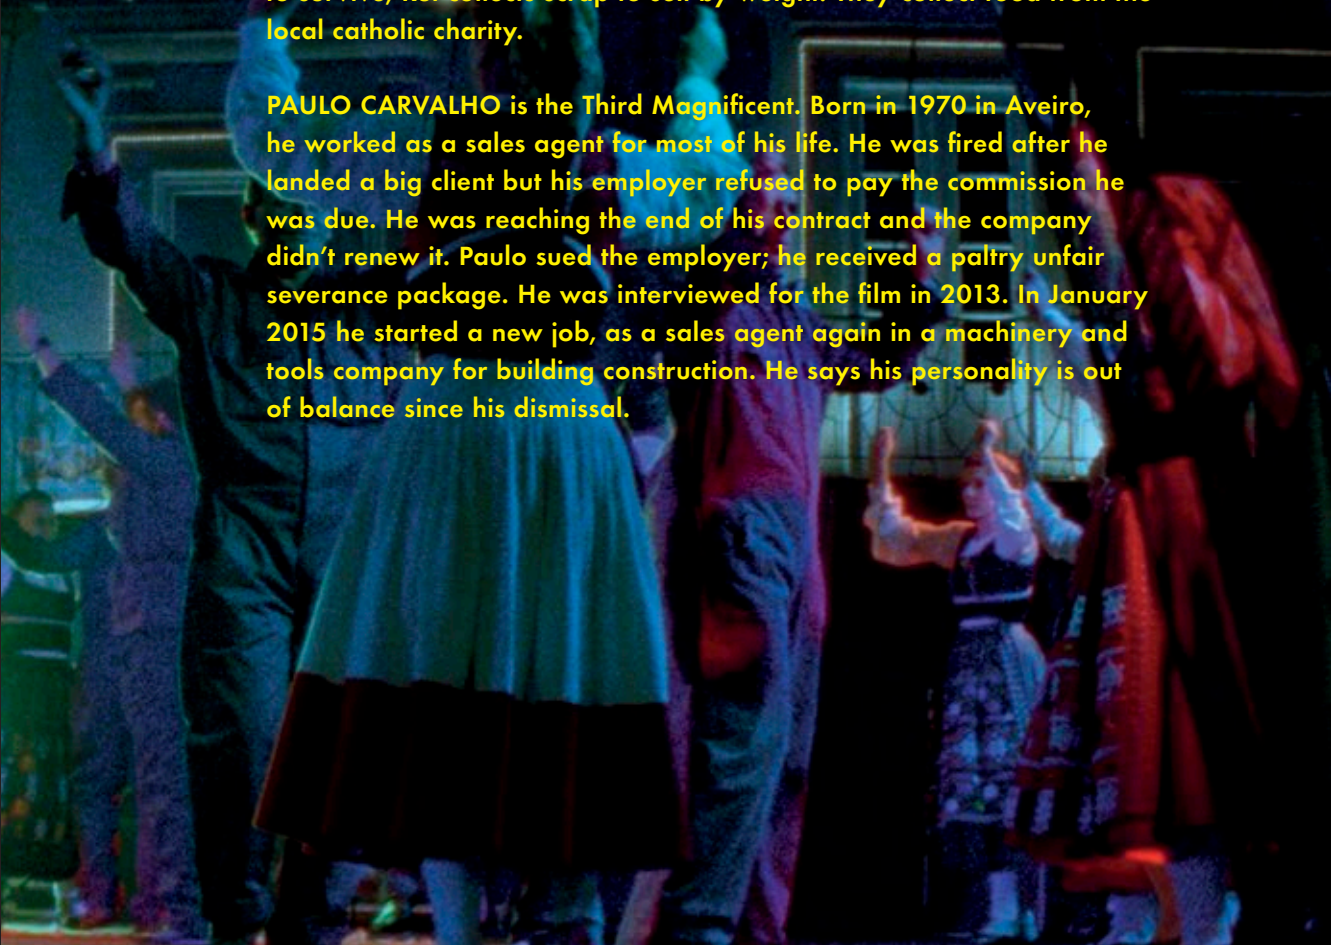 local catholic charity.
PAULO CARVALHO is the Third Magnificent. Born in 1970 in Aveiro,
he worked as a sales agent for most of his life. He was fired after he
landed a big client but his employer refused to pay the commission he
was due. He was reaching the end of his contract and the company
didn’t renew it. Paulo sued the employer; he received a paltry unfair
severance package. He was interviewed for the film in 2013. In January
2015 he started a new job, as a sales agent again in a machinery and
tools company for building construction. He says his personality is out
of balance since his dismissal.